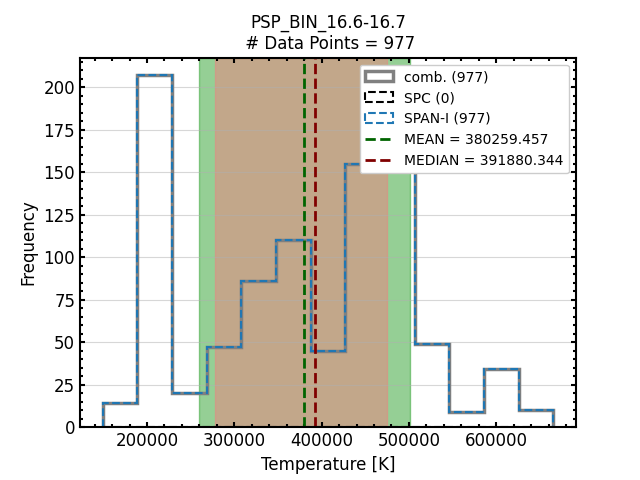 PSP_BIN_16.6-16.7
# Data Points = 977
comb. (977)
SPC (0)
SPAN-I (977)
MEAN = 380259.457
MEDIAN = 391880.344
Frequency
200
175
150
125
100
75
50
25
0
200000 300000 400000 500000 600000
Temperature [K]